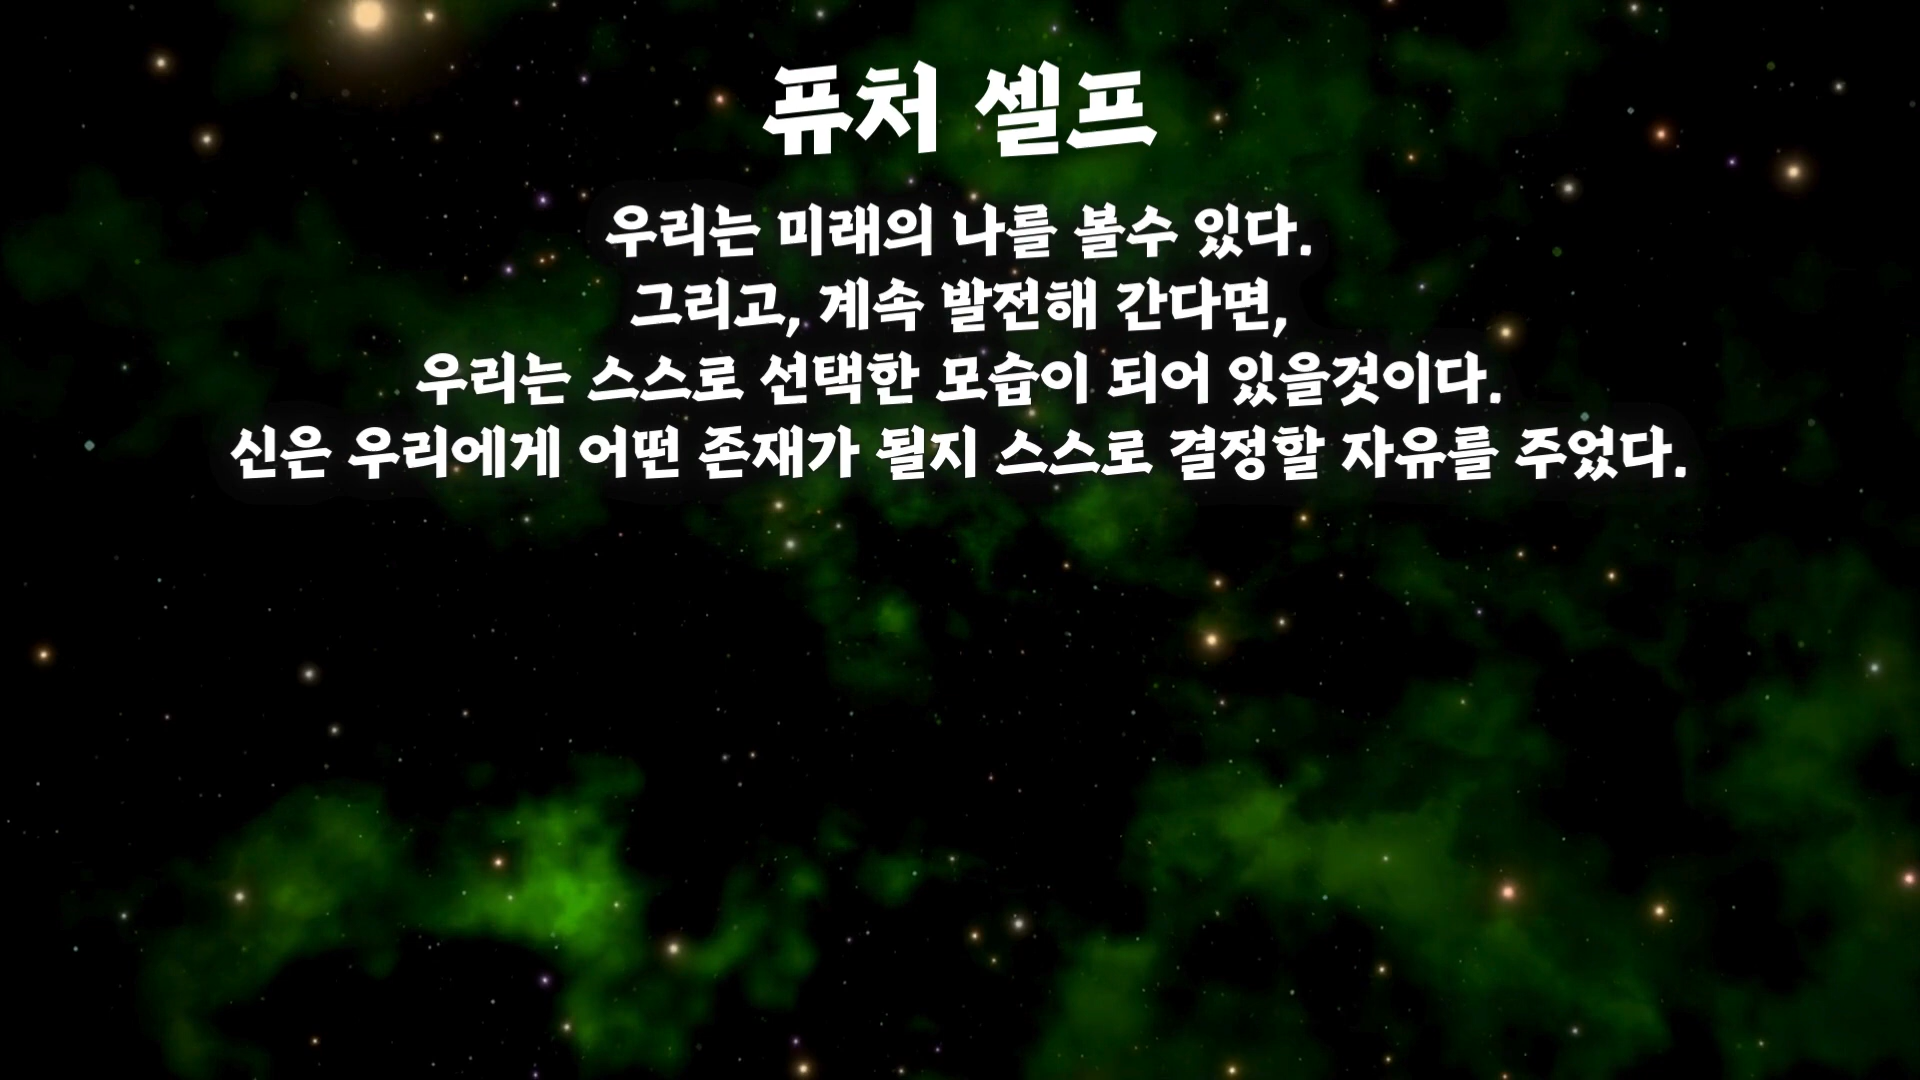 퓨처 셀프
우리는 미래의 나를 볼수 있다.
그리고, 계속 발전해 간다면,
우리는 스스로 선택한 모습이 되어 있을것이다.
신은 우리에게 어떤 존재가 될지 스스로 결정할 자유를 주었다.